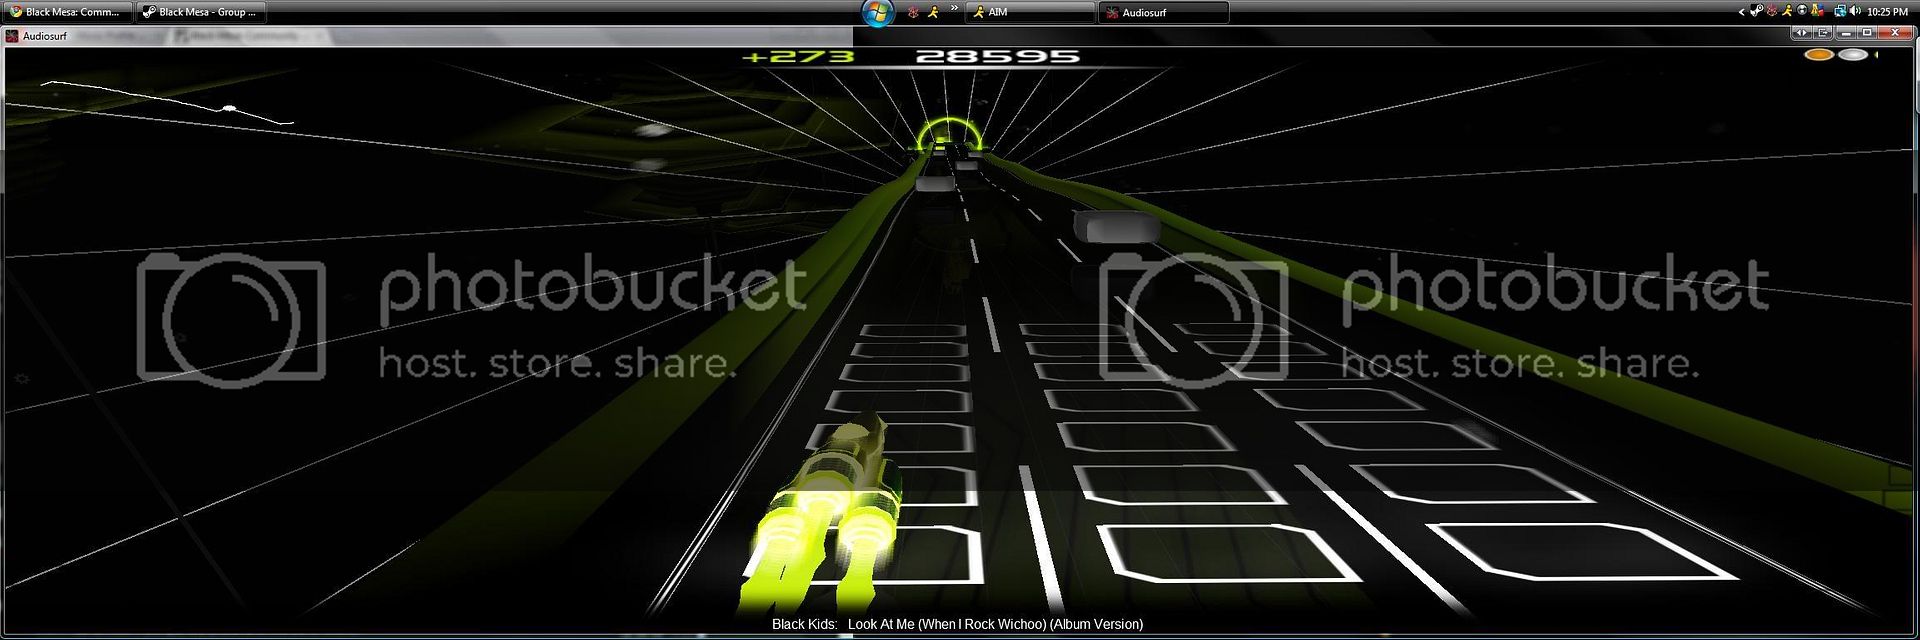 Black Mesa: Comm...
Black Mesa - Group ...
»
AIM
Audiosurf
<
10:25 PM
Audiosurf
+273
28595
photobucket
host. store. share.
photobucket
host. store. share.
Black Kids: Look At Me (When I Rock Wichoo) (Album Version)